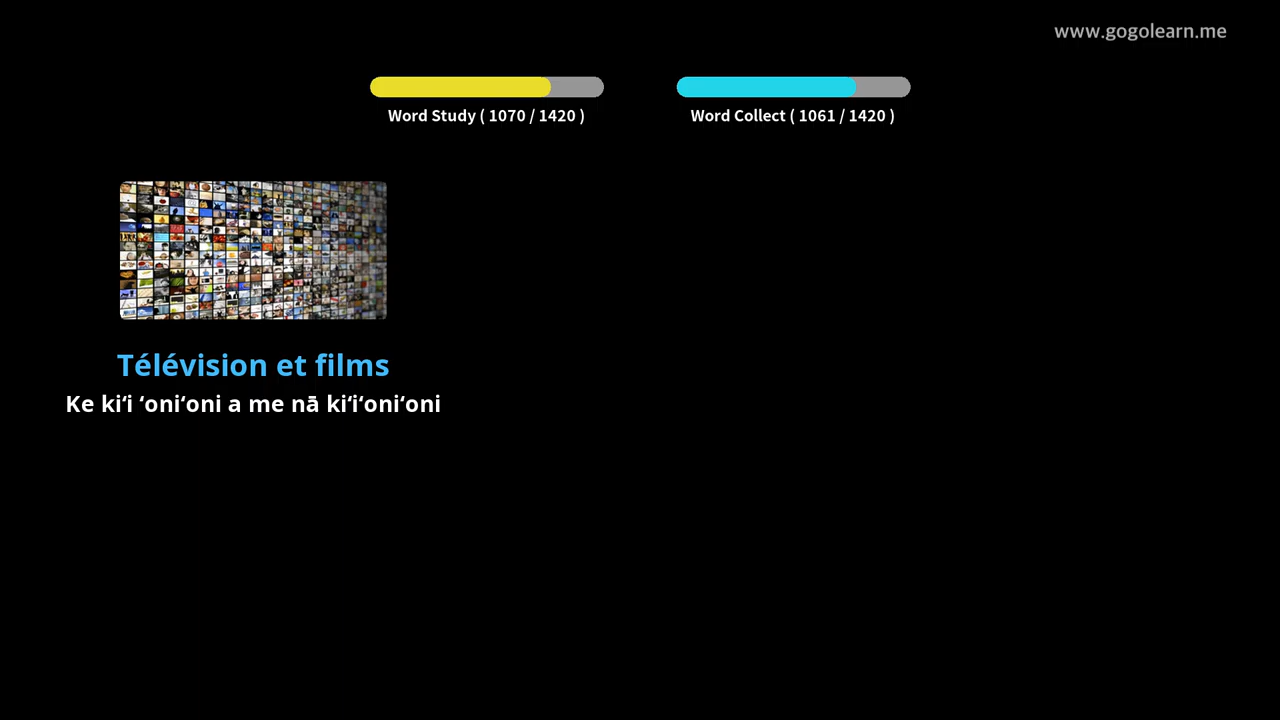 www.gogolearn.me
Word Study ( 1070 / 1420 )
Word Collect ( 1061 / 1420 )
Télévision et films
Ke kiʻi ʻoniʻoni a me nā kiʻiʻoniʻoni